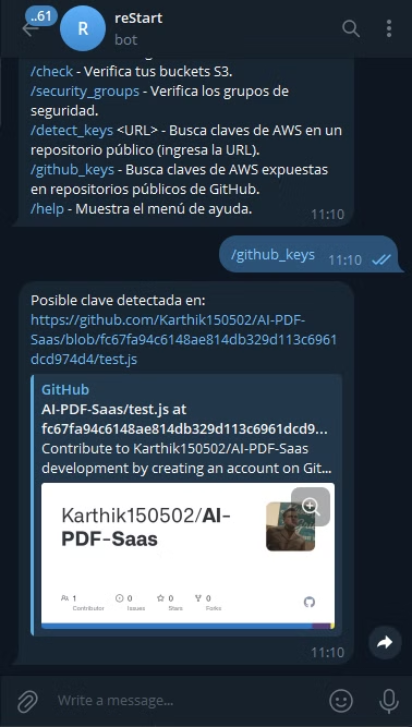 ..61
R
reStart
bot
/check - Verifica tus buckets S3.
/security_groups - Verifica los grupos de
seguridad.
/detect_keys <URL> - Busca claves de AWS en un
repositorio público (ingresa la URL).
/github_keys - Busca claves de AWS expuestas
en repositorios públicos de GitHub.
/help - Muestra el menú de ayuda.
11:10
/github_keys 11:10
Posible clave detectada en:
https://github.com/Karthik150502/AI-PDF-
Saas/blob/fc67fa94c6148ae814db329d113c6961
dcd974d4/test.js
GitHub
AI-PDF-Saas/test.js at
fc67fa94c6148ae814db329d113c6961dcd9...
Contribute to Karthik150502/AI-PDF-Saas
development by creating an account on Git...
Karthik150502/AI-
PDF-Saas
1 0 0 0
Contributor Issues Stars Forks
11:10
Write a message...